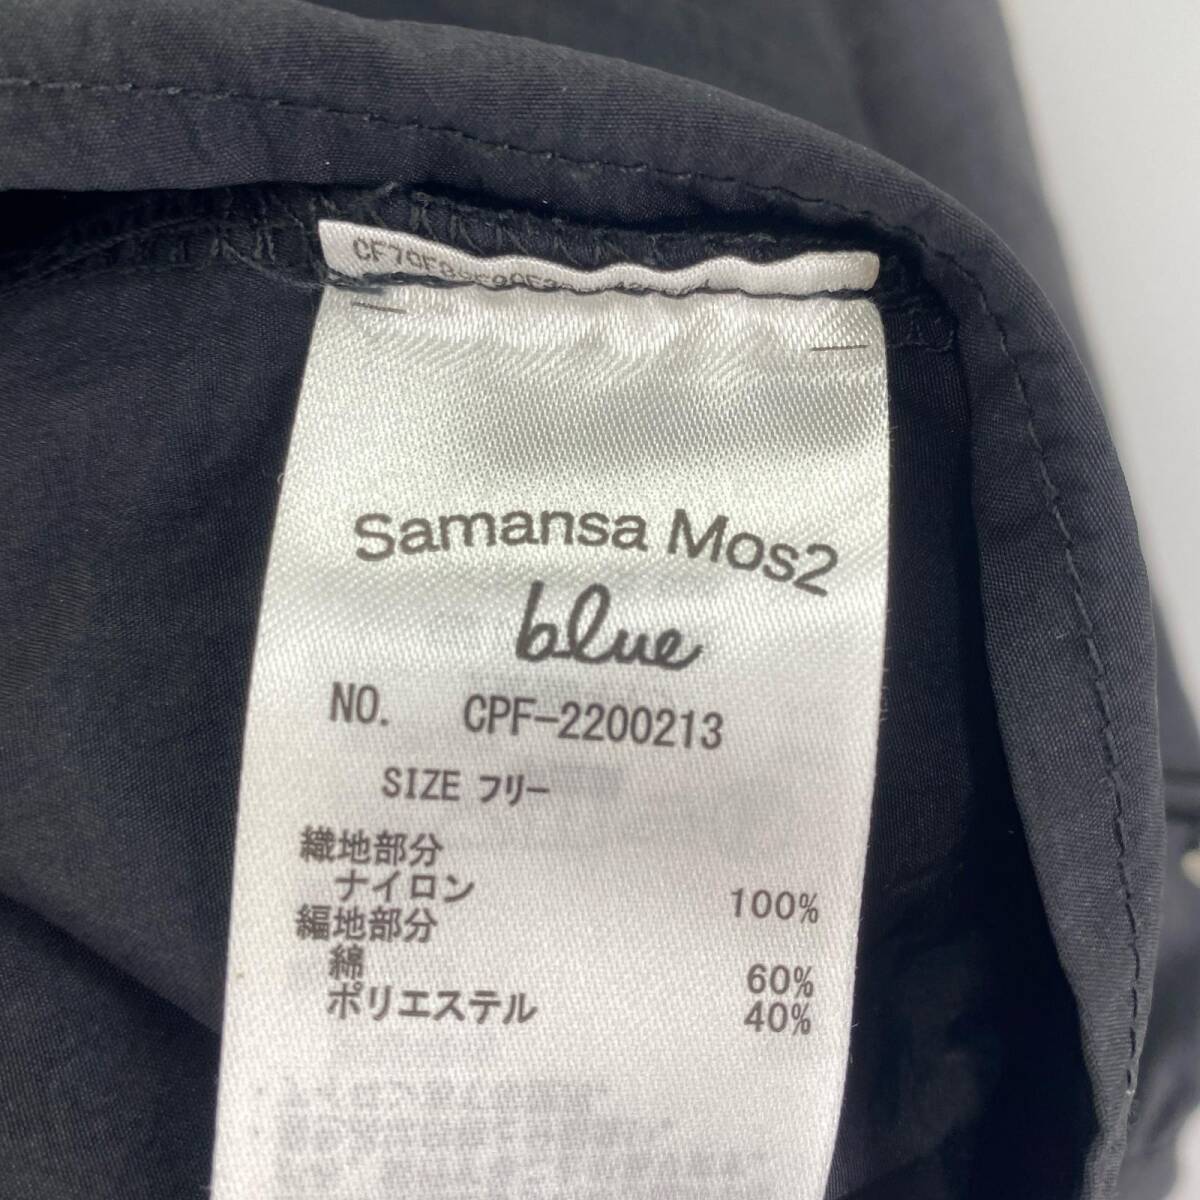 Samansa Mos2
blue
NO. CPF-2200213
SIZE フリー
織地部分
ナイロン 100%
編地部分
綿 60%
ポリエステル 40%